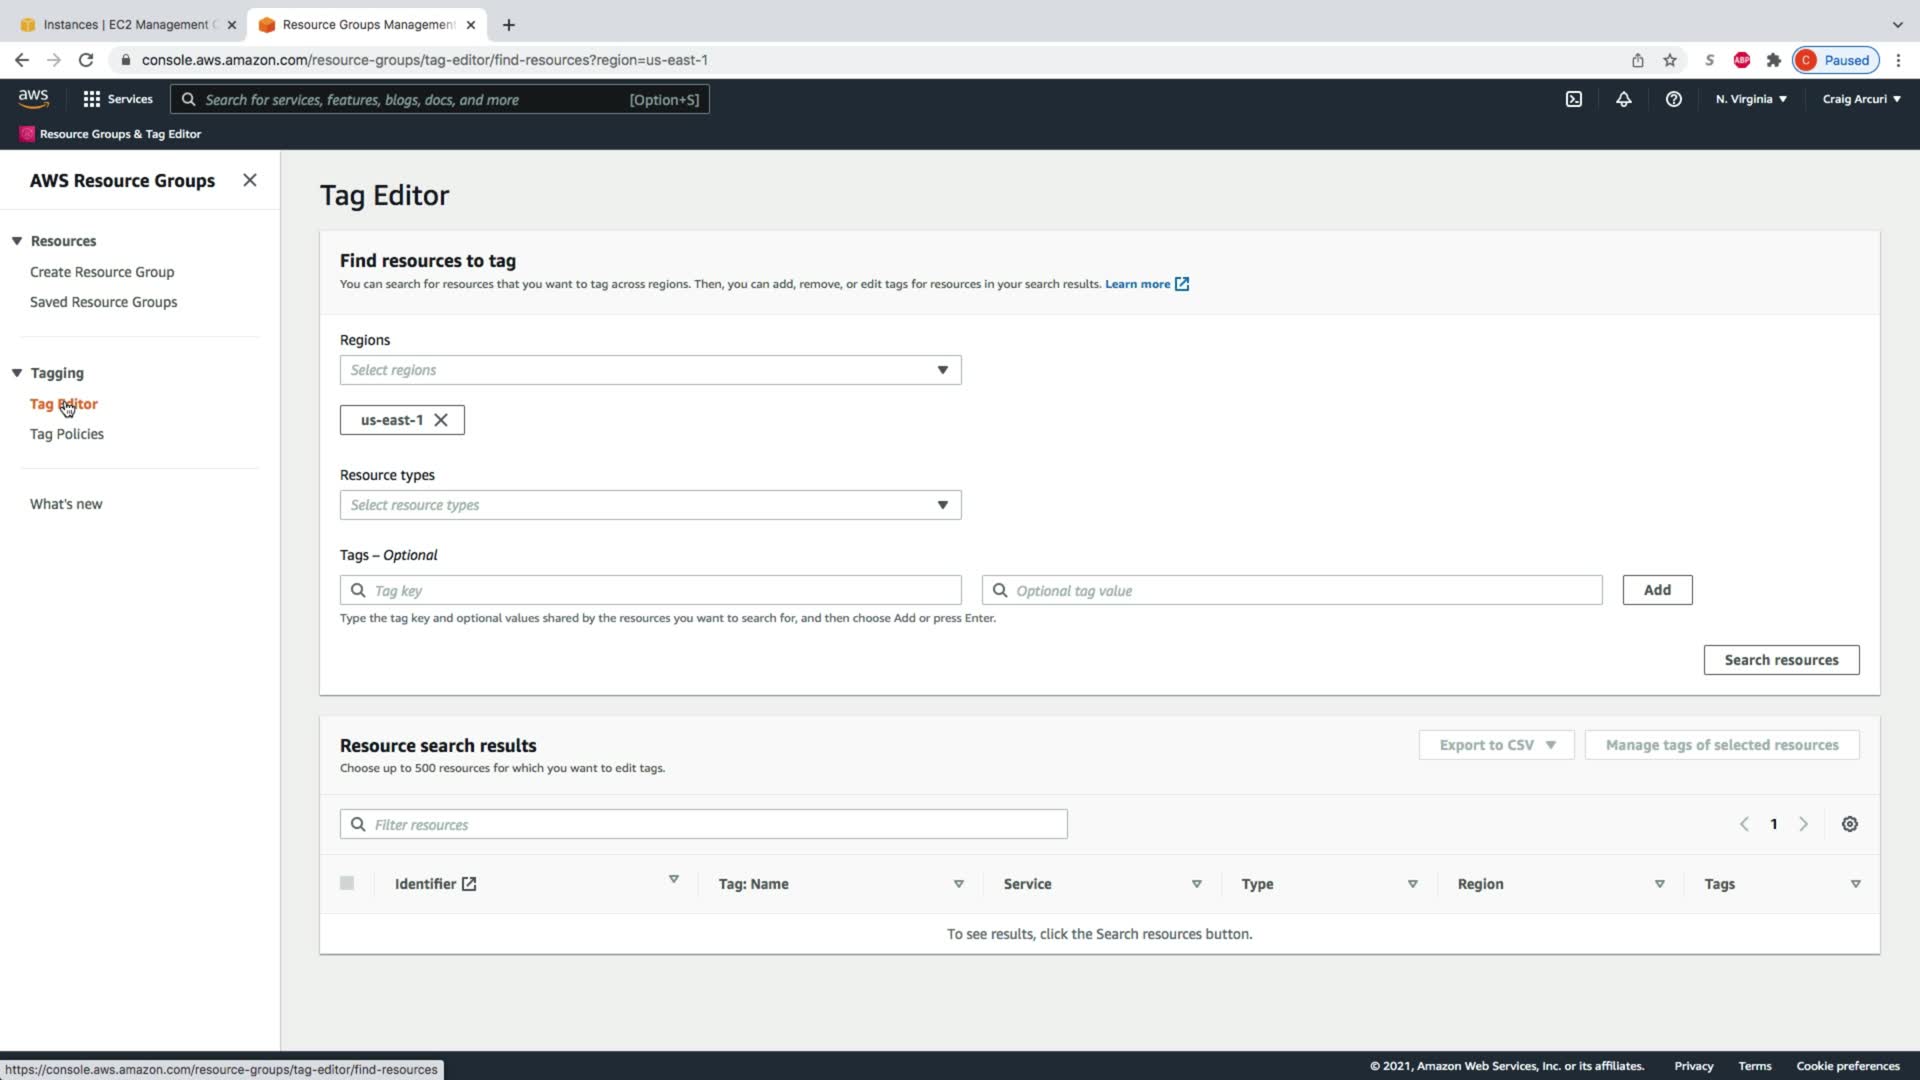 Instances | EC2 Management C
Resource Groups Management
console.aws.amazon.com/resource-groups/tag-editor/find-resources?region=us-east-1
S
ABP
C Paused
aws
Services
Search for services, features, blogs, docs, and more [Option+S]
N. Virginia
Craig Arcuri
Resource Groups & Tag Editor
AWS Resource Groups
Resources
Create Resource Group
Saved Resource Groups
Tagging
Tag Editor
Tag Policies
What's new
Tag Editor
Find resources to tag
You can search for resources that you want to tag across regions. Then, you can add, remove, or edit tags for resources in your search results. Learn more
Regions
Select regions
us-east-1
Resource types
Select resource types
Tags – Optional
Tag key
Optional tag value
Add
Type the tag key and optional values shared by the resources you want to search for, and then choose Add or press Enter.
Search resources
Resource search results
Choose up to 500 resources for which you want to edit tags.
Export to CSV
Manage tags of selected resources
Filter resources
1
Identifier
Tag: Name
Service
Type
Region
Tags
To see results, click the Search resources button.
https://console.aws.amazon.com/resource-groups/tag-editor/find-resources
© 2021, Amazon Web Services, Inc. or its affiliates.
Privacy
Terms
Cookie preferences